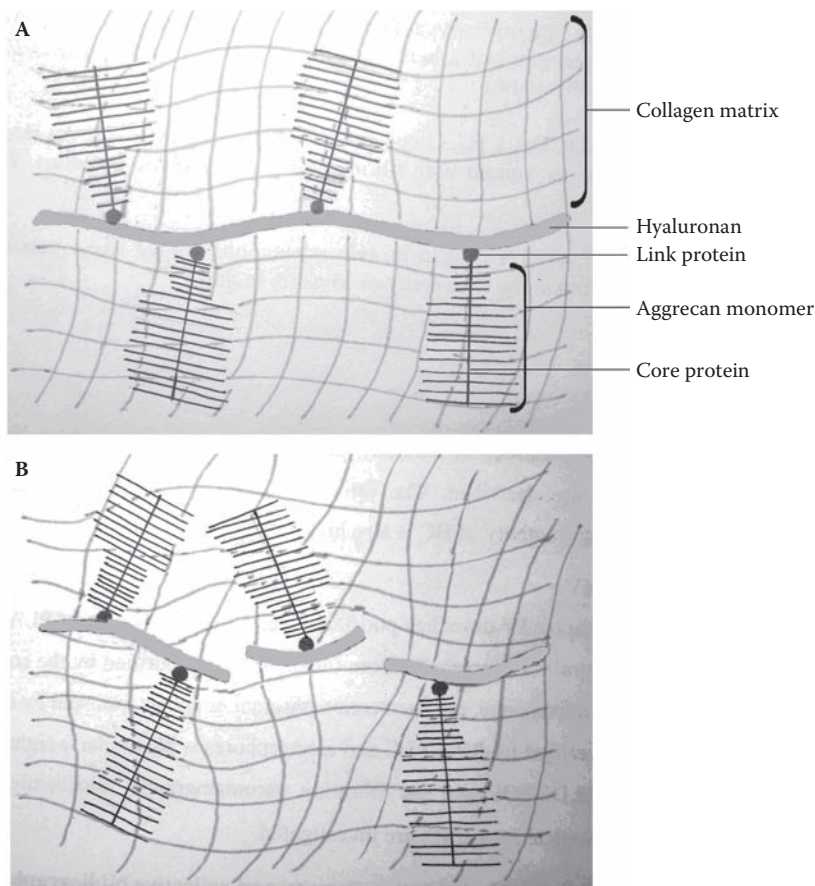 A
Collagen matrix
Hyaluronan
Link protein
Aggrecan monomer
Core protein
B